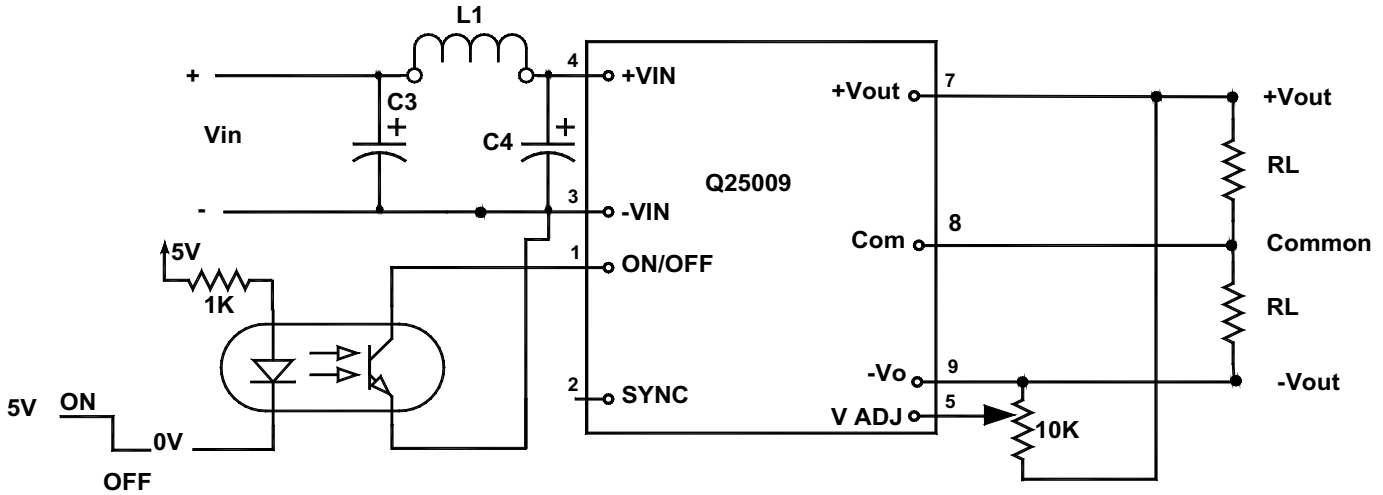 L1
+
4
+VIN
+Vout
7
+Vout
C3
+
+
Vin
C4
RL
Q25009
-
3
-VIN
Com
8
Common
5V
1
ON/OFF
1K
RL
-Vo
9
-Vout
2
SYNC
5V
ON
V ADJ
5
10K
0V
OFF